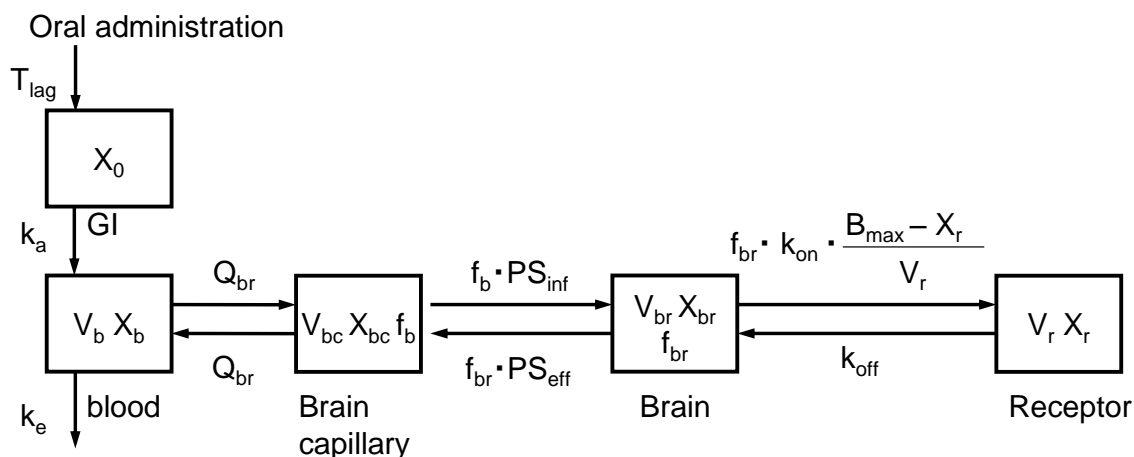 Oral administration
T_lag
X_0
GI
k_a
Q_br
f_b · PS_inf
f_br · k_on · (B_max – X_r) / V_r
V_b X_b
V_bc X_bc f_b
V_br X_br
f_br
V_r X_r
Q_br
f_br · PS_eff
k_off
k_e
blood
Brain
capillary
Brain
Receptor